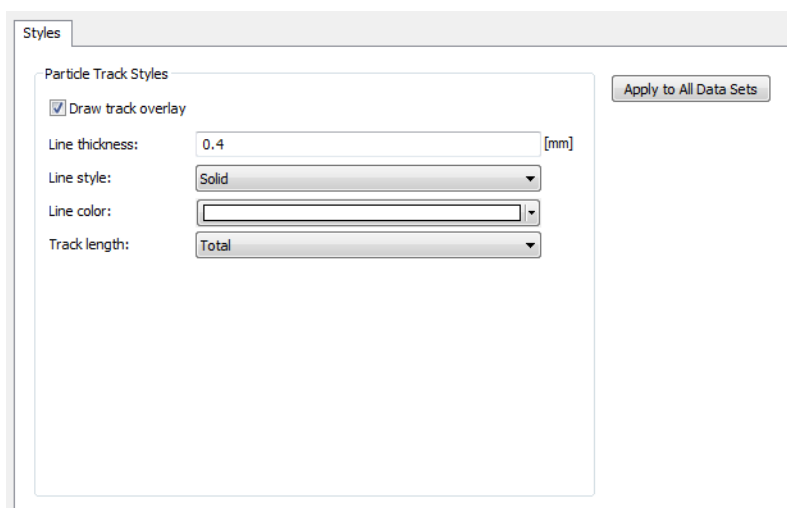 Styles
Particle Track Styles
Apply to All Data Sets
Draw track overlay
Line thickness: 0.4 [mm]
Line style: Solid
Line color:
Track length: Total